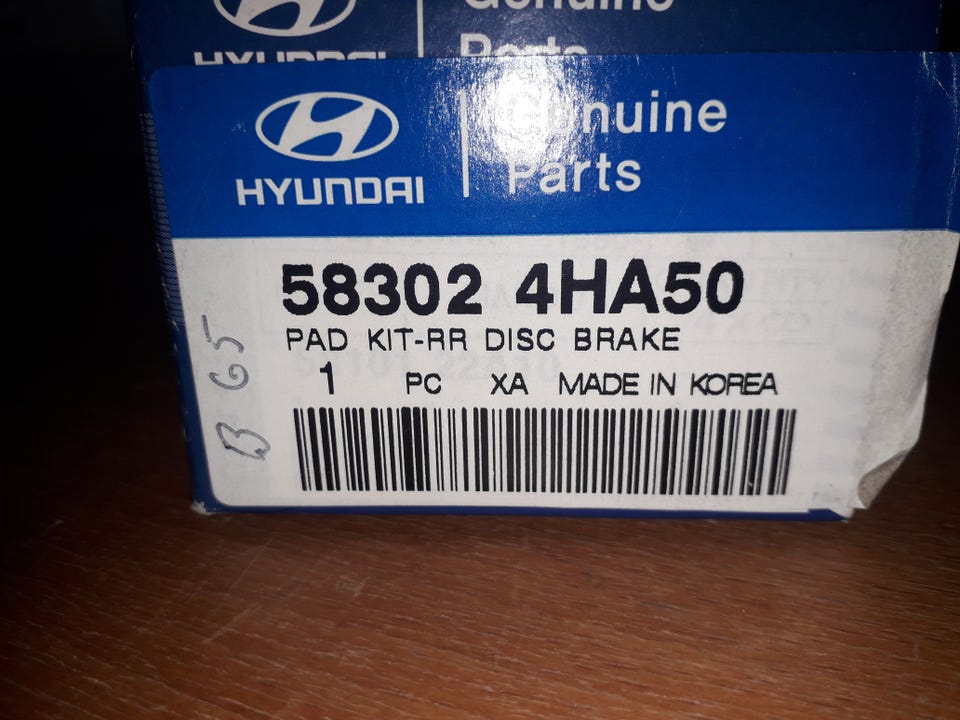 Genuine
HYUNDAI
Parts
Genuine
Parts
HYUNDAI
58302 4HA50
PAD KIT-RR DISC BRAKE
1 PC XA MADE IN KOREA
B 65